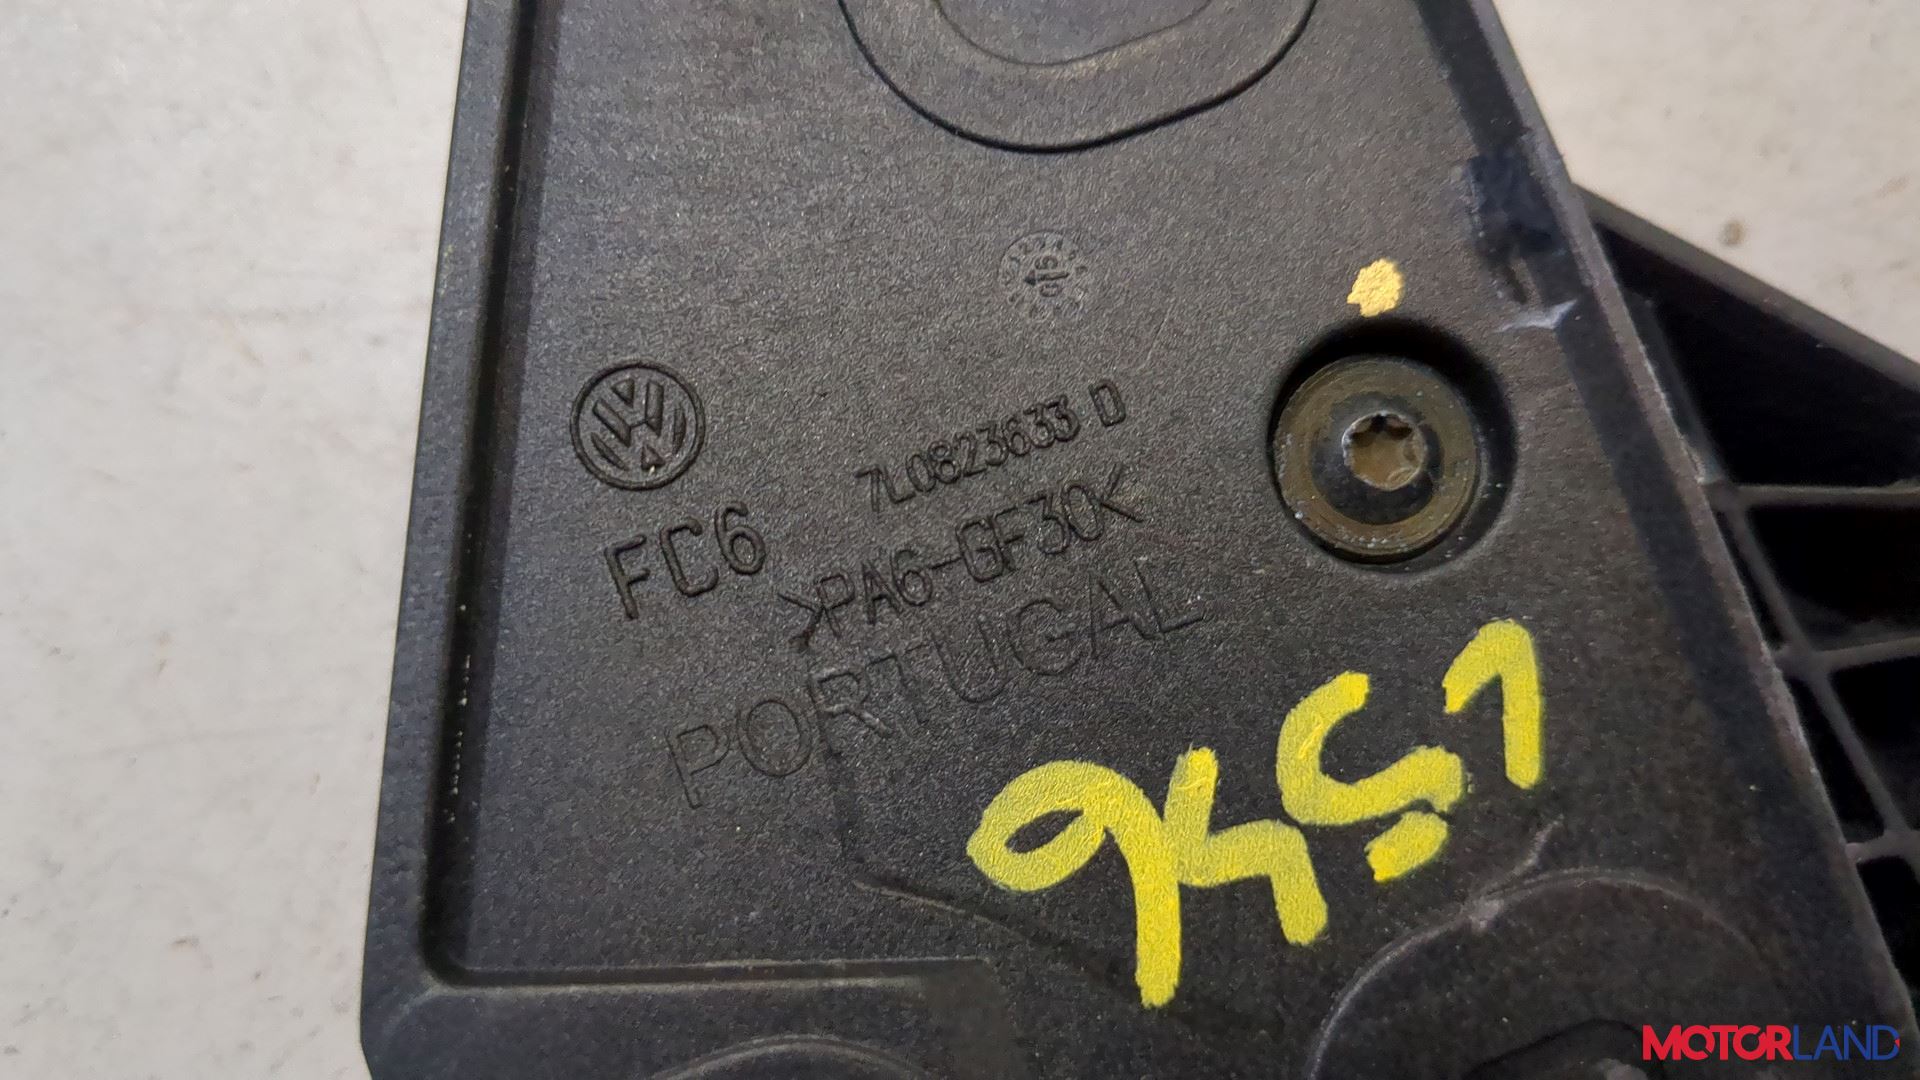 7L0823633 D
FC6
>PA6-GF30<
PORTUGAL
9451
MOTORLAND